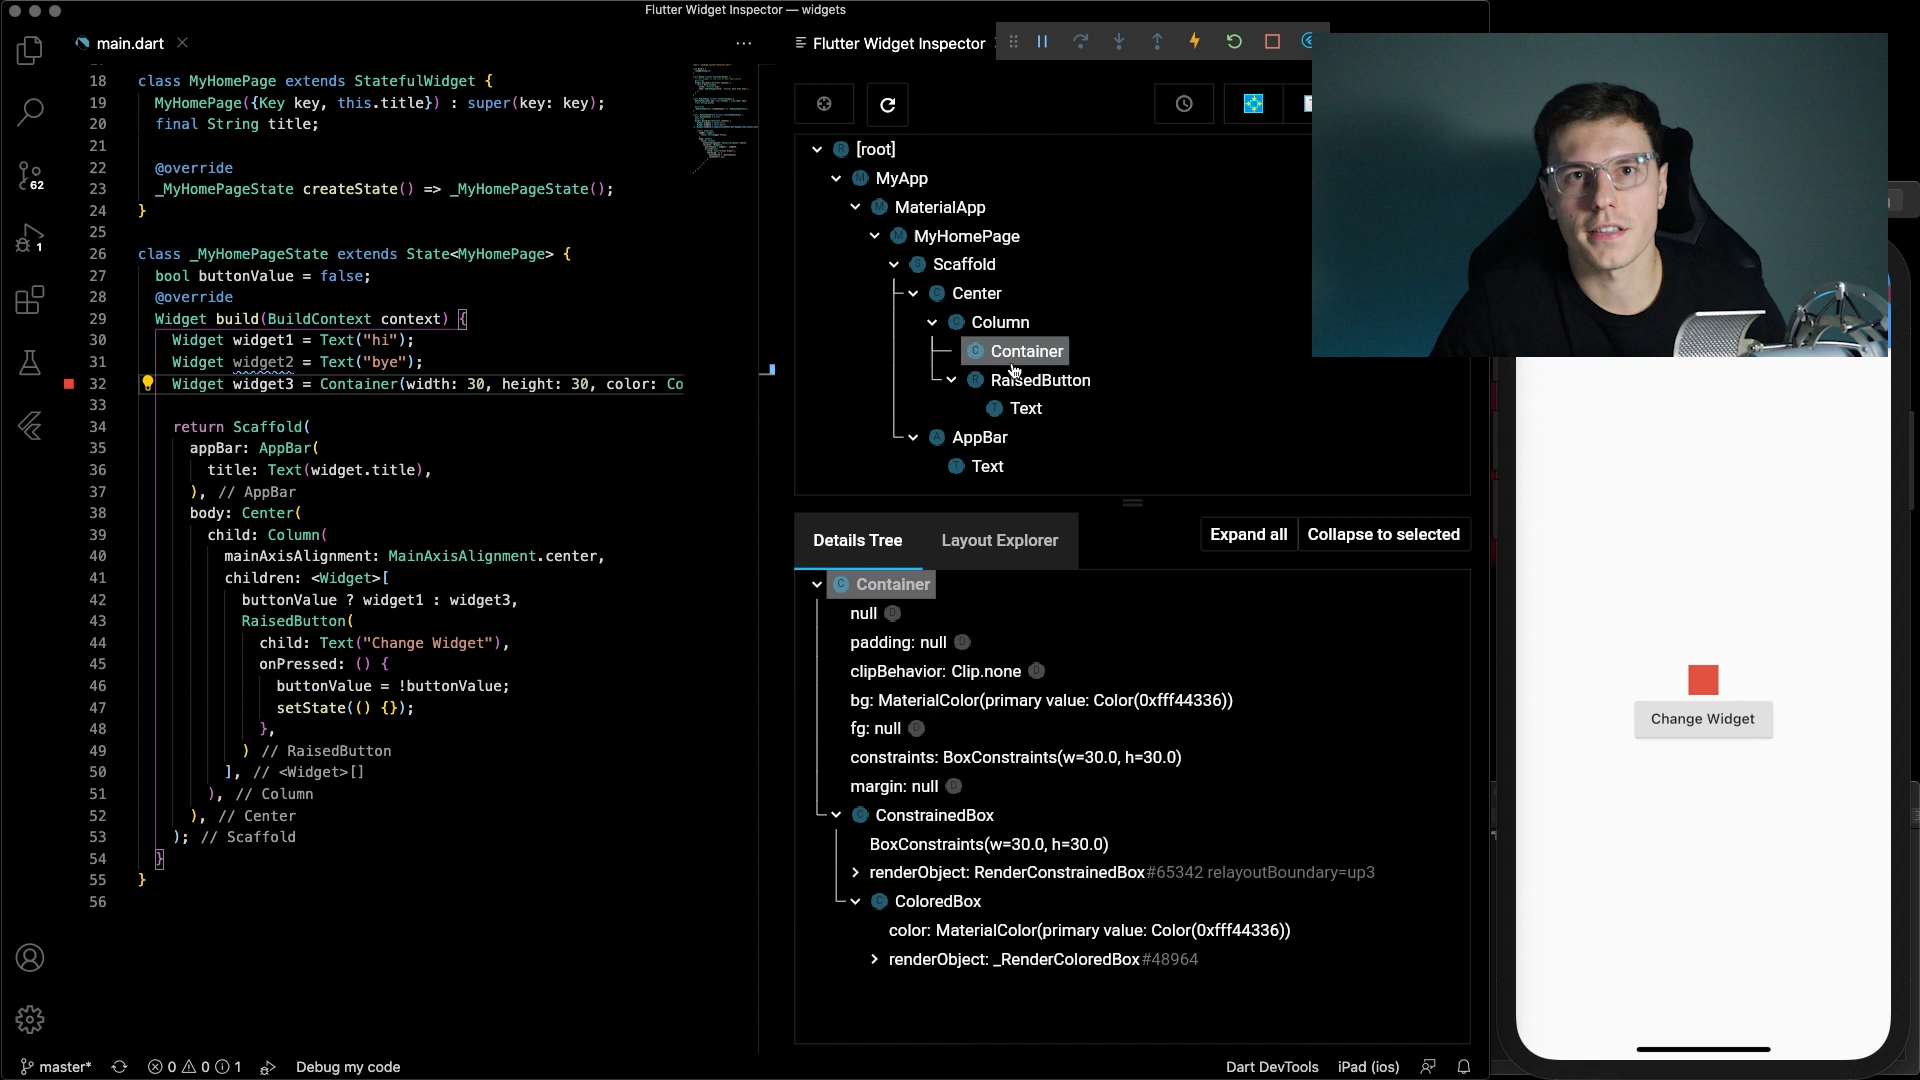 Flutter Widget Inspector — widgets
main.dart
Flutter Widget Inspector
18 class MyHomePage extends StatefulWidget {
19 MyHomePage({Key key, this.title}) : super(key: key);
20 final String title;
21
22 @override
23 _MyHomePageState createState() => _MyHomePageState();
24 }
25
26 class _MyHomePageState extends State<MyHomePage> {
27 bool buttonValue = false;
28 @override
29 Widget build(BuildContext context) {
30 Widget widget1 = Text("hi");
31 Widget widget2 = Text("bye");
32 Widget widget3 = Container(width: 30, height: 30, color: Co
33
34 return Scaffold(
35 appBar: AppBar(
36 title: Text(widget.title),
37 ), // AppBar
38 body: Center(
39 child: Column(
40 mainAxisAlignment: MainAxisAlignment.center,
41 children: <Widget>[
42 buttonValue ? widget1 : widget3,
43 RaisedButton(
44 child: Text("Change Widget"),
45 onPressed: () {
46 buttonValue = !buttonValue;
47 setState(() {});
48 },
49 ) // RaisedButton
50 ], // <Widget>[]
51 ), // Column
52 ), // Center
53 ); // Scaffold
54 }
55 }
56
62
1
[root]
MyApp
MaterialApp
MyHomePage
Scaffold
Center
Column
Container
RaisedButton
Text
AppBar
Text
Details Tree
Layout Explorer
Expand all
Collapse to selected
Container
null
padding: null
clipBehavior: Clip.none
bg: MaterialColor(primary value: Color(0xfff44336))
fg: null
constraints: BoxConstraints(w=30.0, h=30.0)
margin: null
ConstrainedBox
BoxConstraints(w=30.0, h=30.0)
renderObject: RenderConstrainedBox#65342 relayoutBoundary=up3
ColoredBox
color: MaterialColor(primary value: Color(0xfff44336))
renderObject: _RenderColoredBox#48964
Change Widget
master*
0 0 1
Debug my code
Dart DevTools
iPad (ios)